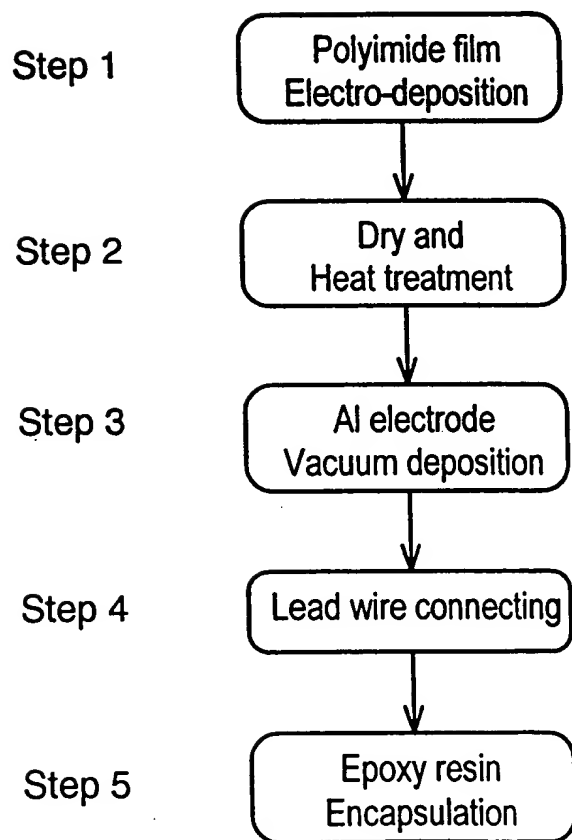 Step 1
Polyimide film
Electro-deposition
Step 2
Dry and
Heat treatment
Step 3
Al electrode
Vacuum deposition
Step 4
Lead wire connecting
Step 5
Epoxy resin
Encapsulation